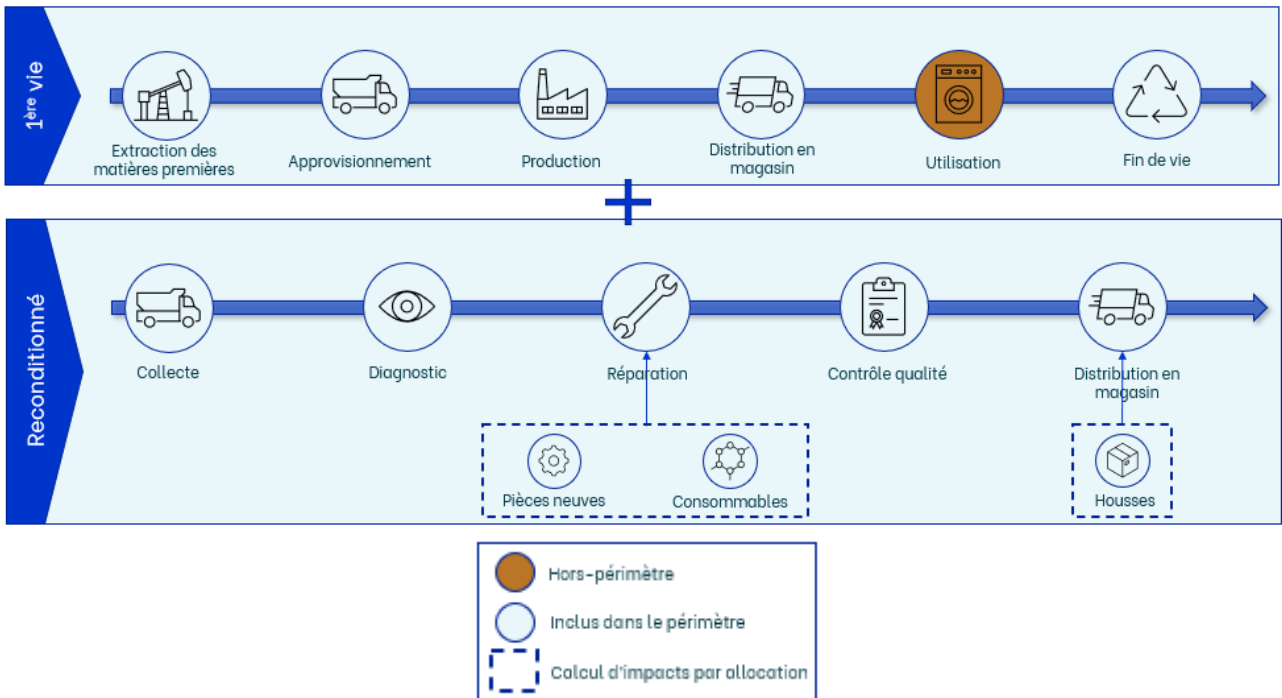 1ère vie
Extraction des
matières premières
Approvisionnement
Production
Distribution en
magasin
Utilisation
Fin de vie
+
Reconditionné
Collecte
Diagnostic
Réparation
Contrôle qualité
Distribution en
magasin
Pièces neuves
Consommables
Housses
Hors-périmètre
Inclus dans le périmètre
Calcul d'impacts par allocation